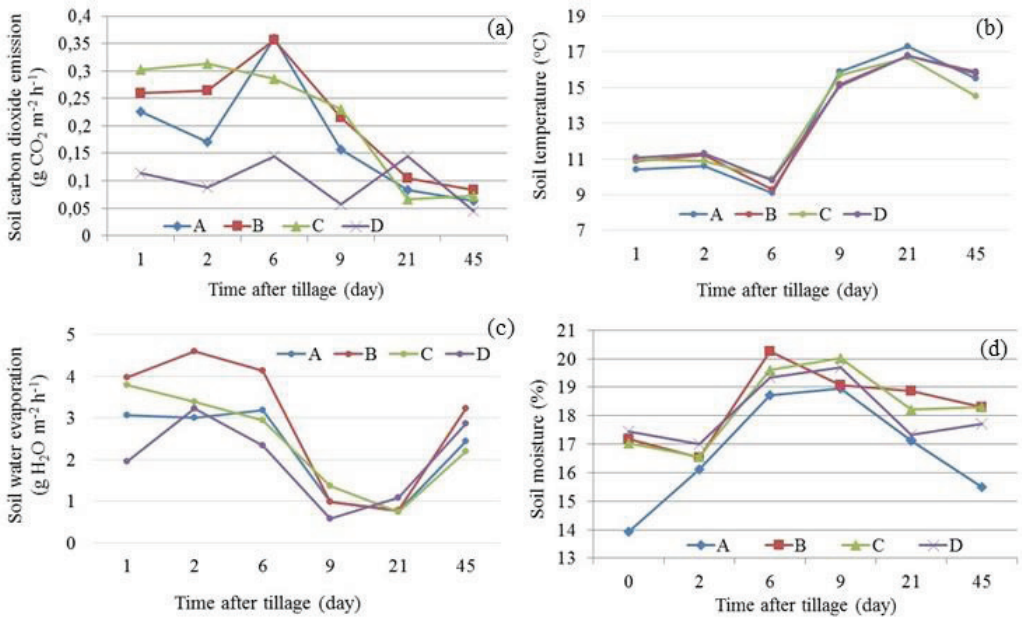 (a)
Soil carbon dioxide emission
(g CO₂ m⁻² h⁻¹)
0,4
0,35
0,3
0,25
0,2
0,15
0,1
0,05
0
A B C D
1 2 6 9 21 45
Time after tillage (day)
(b)
Soil temperature (°C)
19
17
15
13
11
9
7
A B C D
1 2 6 9 21 45
Time after tillage (day)
(c)
Soil water evaporation
(g H₂O m⁻² h⁻¹)
5
4
3
2
1
0
A B C D
1 2 6 9 21 45
Time after tillage (day)
(d)
Soil moisture (%)
21
20
19
18
17
16
15
14
13
A B C D
0 2 6 9 21 45
Time after tillage (day)